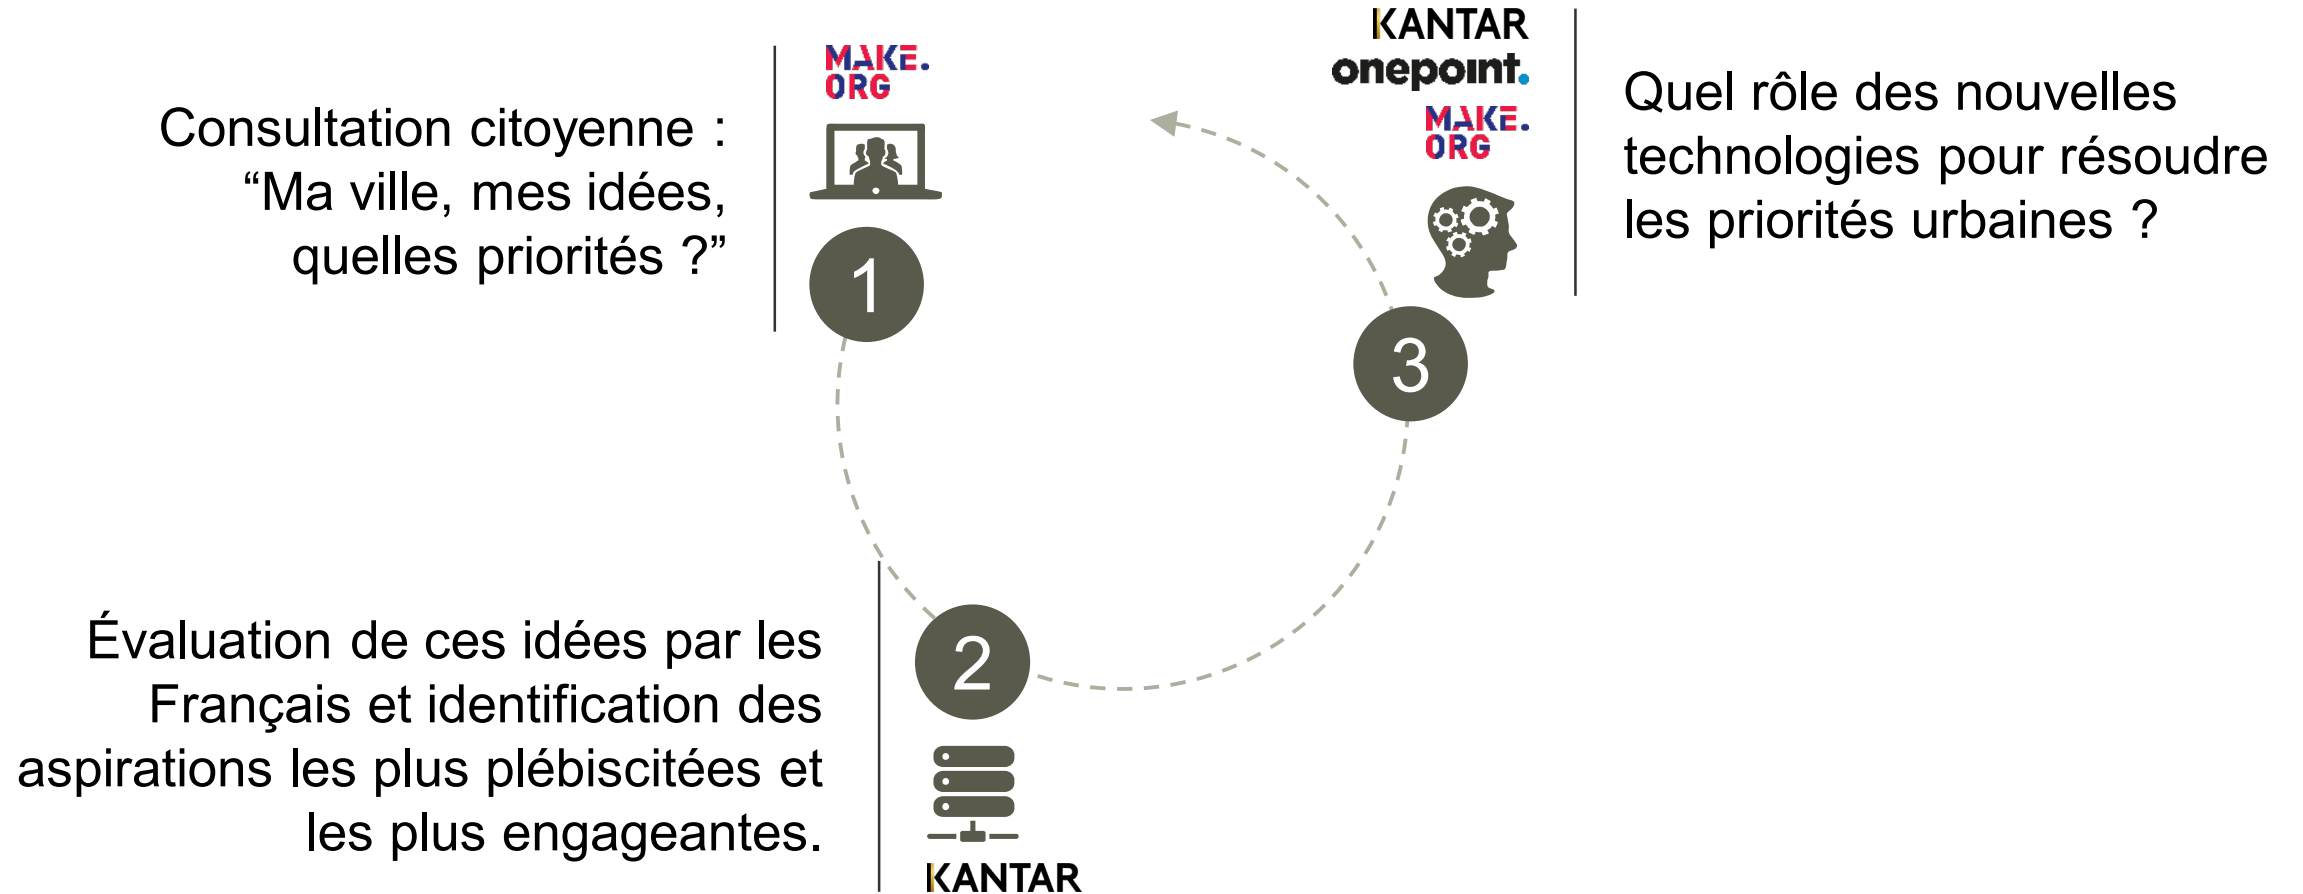 MAKE.
ORG
Consultation citoyenne :
“Ma ville, mes idées,
quelles priorités ?”
1
Évaluation de ces idées par les
Français et identification des
aspirations les plus plébiscitées et
les plus engageantes.
2
KANTAR
KANTAR
onepoint.
MAKE.
ORG
3
Quel rôle des nouvelles
technologies pour résoudre
les priorités urbaines ?